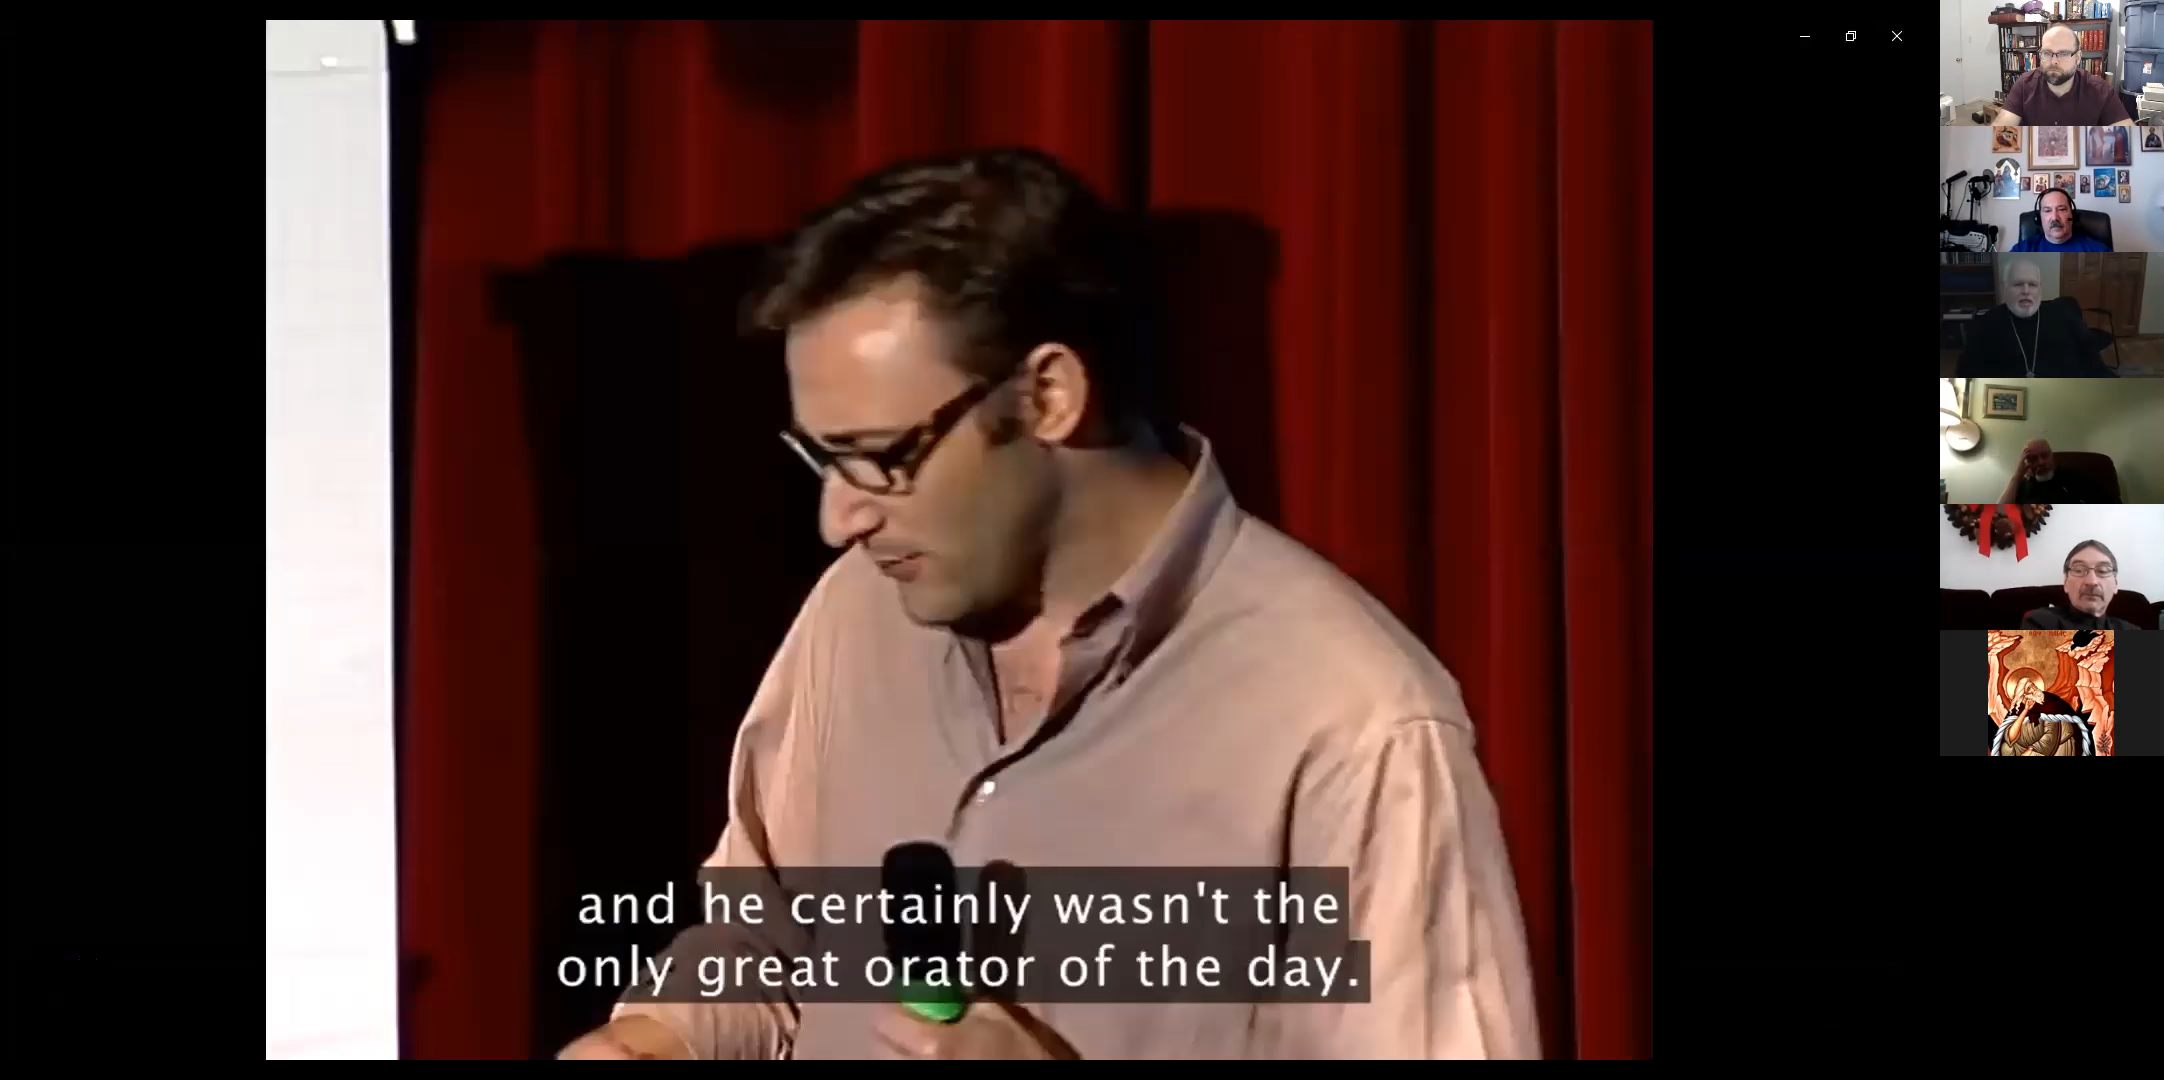 and he certainly wasn't the
only great orator of the day.